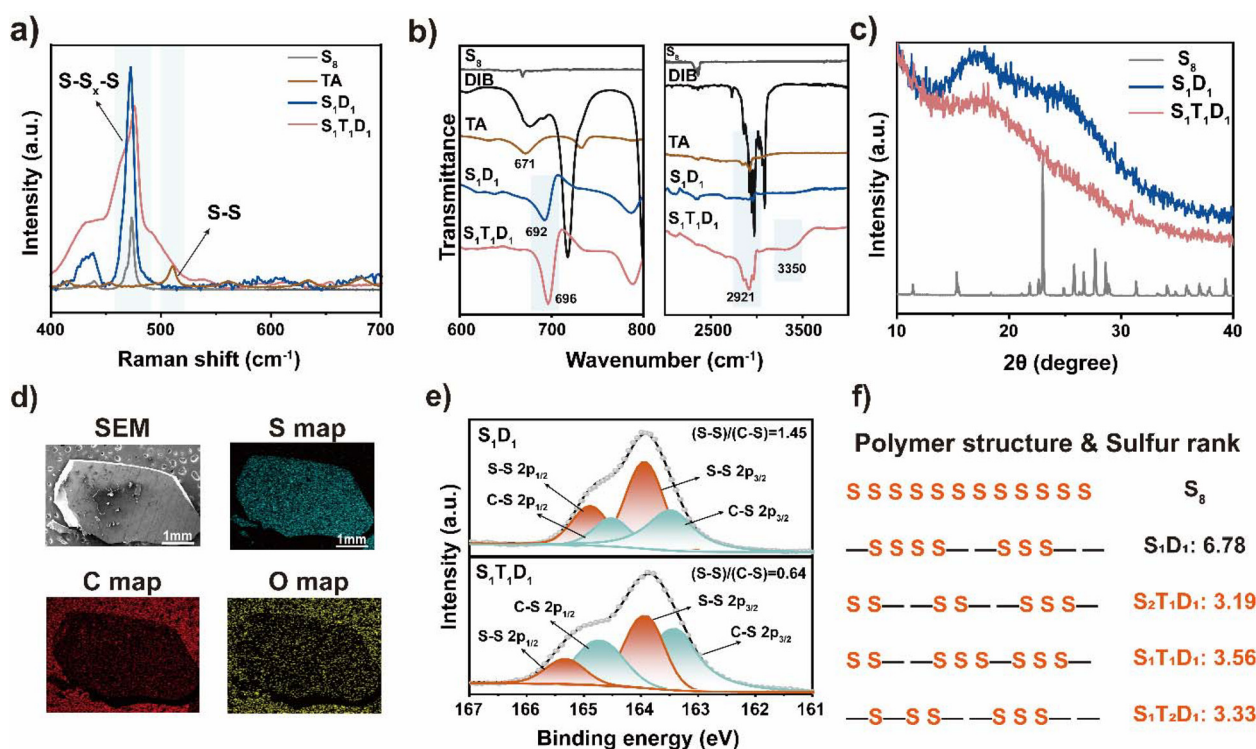 a)
Intensity (a.u.)
S-Sₓ-S
S-S
S₈
TA
S₁D₁
S₁T₁D₁
400 500 600 700
Raman shift (cm⁻¹)
b)
Transmittance
S₈
DIB
TA
671
S₁D₁
692
S₁T₁D₁
696
600 700 800
S₈
DIB
TA
S₁D₁
S₁T₁D₁
3350
2921
2500 3500
Wavenumber (cm⁻¹)
c)
Intensity (a.u.)
S₈
S₁D₁
S₁T₁D₁
10 20 30 40
2θ (degree)
d)
SEM
1mm
S map
1mm
C map
O map
e)
Intensity (a.u.)
S₁D₁
(S-S)/(C-S)=1.45
S-S 2p₁/₂
S-S 2p₃/₂
C-S 2p₁/₂
C-S 2p₃/₂
S₁T₁D₁
(S-S)/(C-S)=0.64
C-S 2p₁/₂
S-S 2p₃/₂
S-S 2p₁/₂
C-S 2p₃/₂
167 166 165 164 163 162 161
Binding energy (eV)
f)
Polymer structure & Sulfur rank
S S S S S S S S S S S S S₈
—S S S S— —S S S— — S₁D₁: 6.78
S S— —S S— —S S S— S₂T₁D₁: 3.19
S S— —S S S—S S S— S₁T₁D₁: 3.56
—S—S S— —S S S— — S₁T₂D₁: 3.33